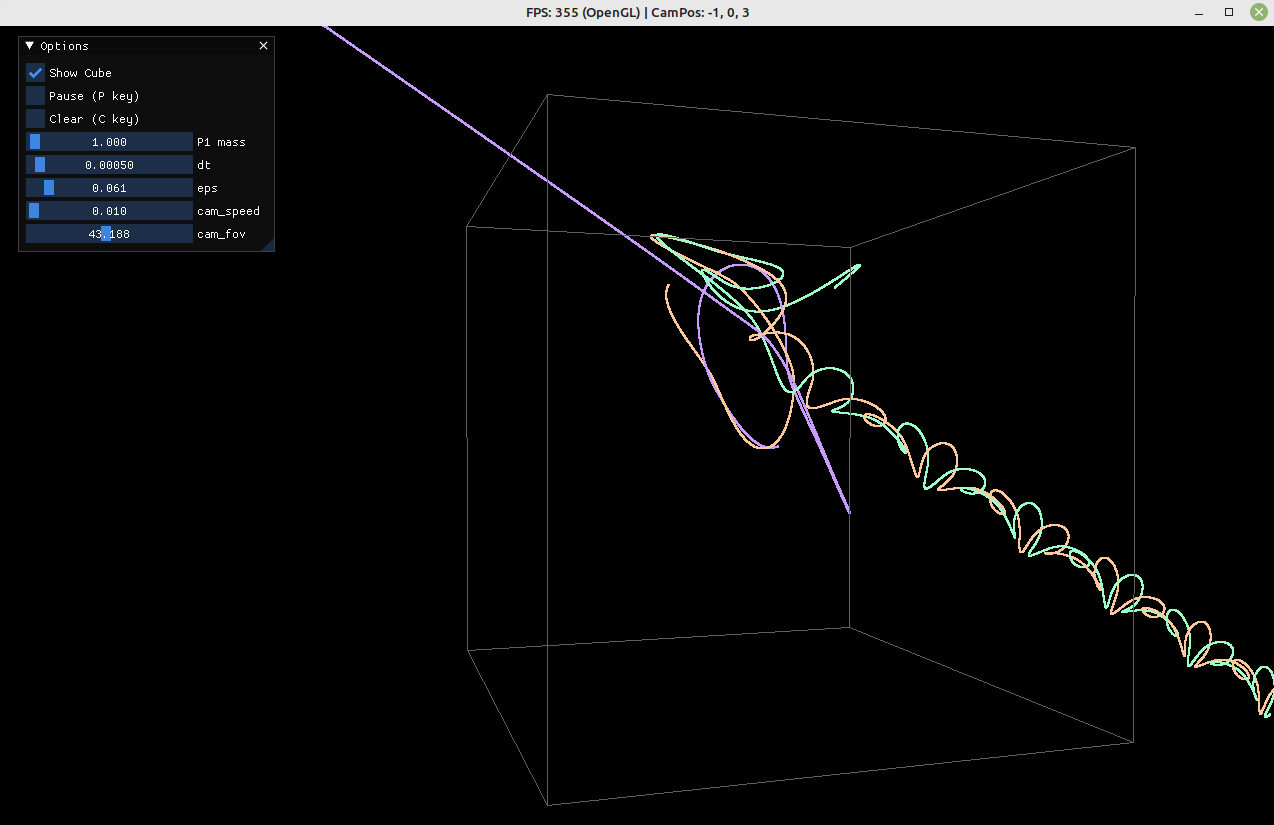 FPS: 355 (OpenGL) | CamPos: -1, 0, 3
Options
Show Cube
Pause (P key)
Clear (C key)
1.000 P1 mass
0.00050 dt
0.061 eps
0.010 cam_speed
43.188 cam_fov